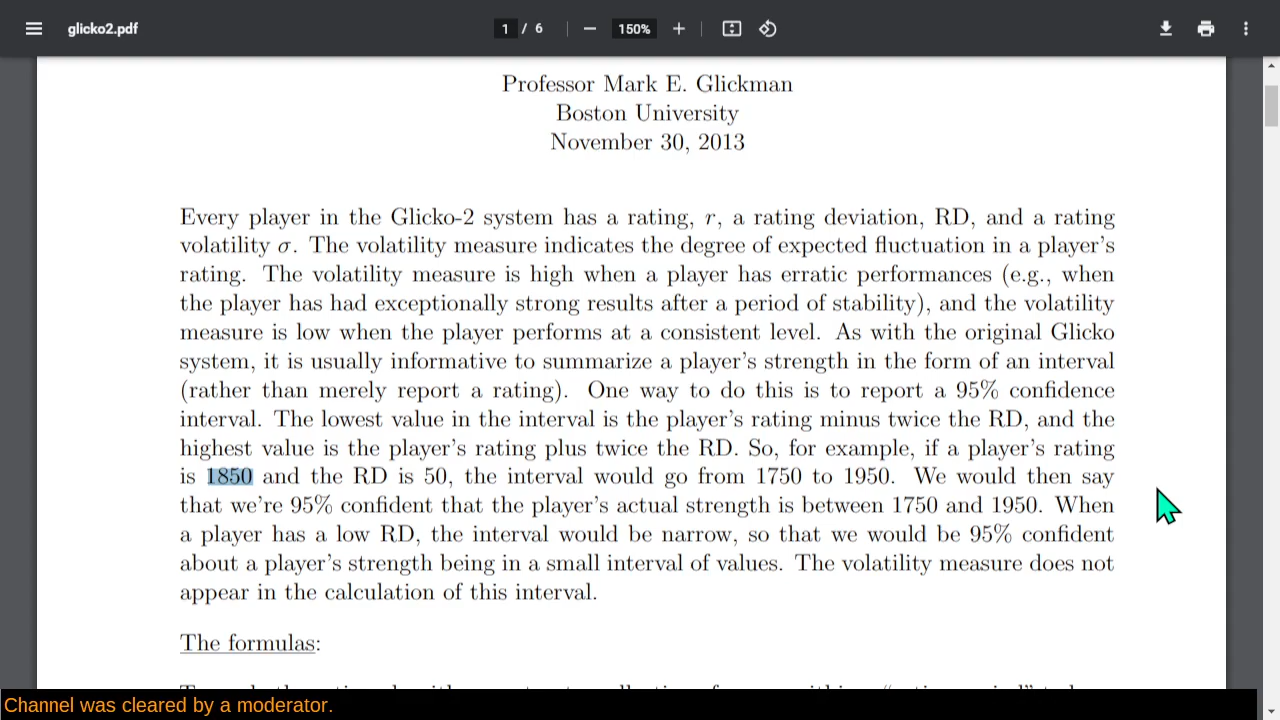 glicko2.pdf
1 / 6
150%
Professor Mark E. Glickman
Boston University
November 30, 2013
Every player in the Glicko-2 system has a rating, r, a rating deviation, RD, and a rating
volatility σ. The volatility measure indicates the degree of expected fluctuation in a player's
rating. The volatility measure is high when a player has erratic performances (e.g., when
the player has had exceptionally strong results after a period of stability), and the volatility
measure is low when the player performs at a consistent level. As with the original Glicko
system, it is usually informative to summarize a player's strength in the form of an interval
(rather than merely report a rating). One way to do this is to report a 95% confidence
interval. The lowest value in the interval is the player's rating minus twice the RD, and the
highest value is the player's rating plus twice the RD. So, for example, if a player's rating
is 1850 and the RD is 50, the interval would go from 1750 to 1950. We would then say
that we're 95% confident that the player's actual strength is between 1750 and 1950. When
a player has a low RD, the interval would be narrow, so that we would be 95% confident
about a player's strength being in a small interval of values. The volatility measure does not
appear in the calculation of this interval.
The formulas:
Channel was cleared by a moderator.